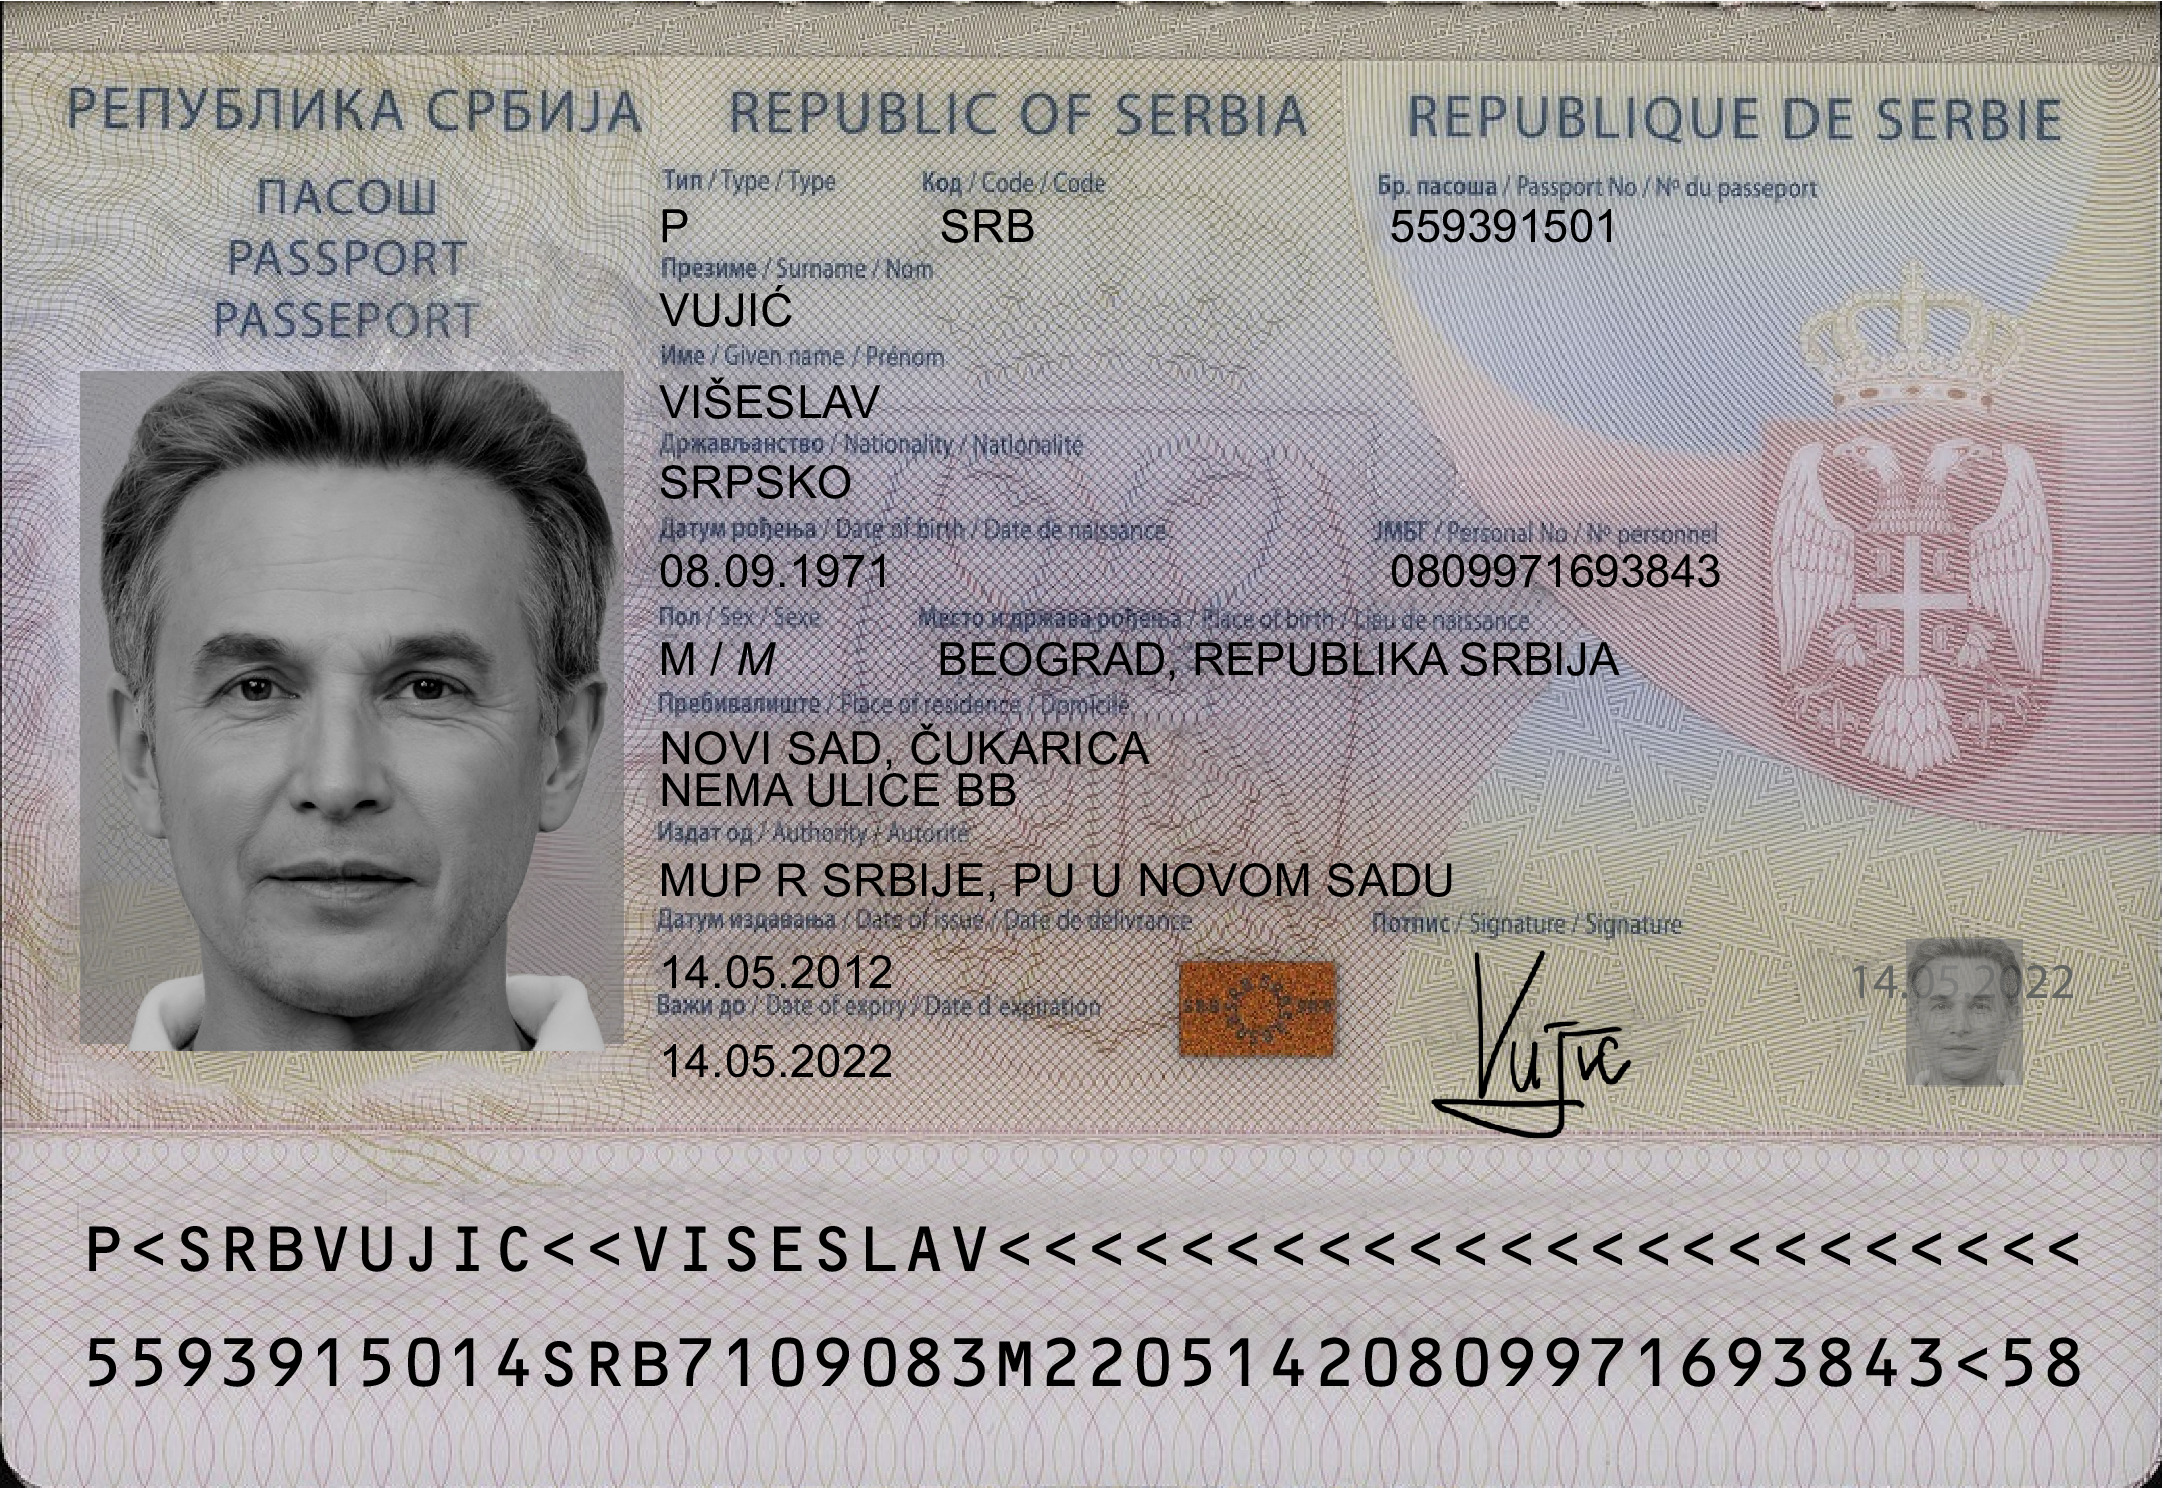 РЕПУБЛИКА СРБИЈА REPUBLIC OF SERBIA REPUBLIQUE DE SERBIE
ПАСОШ
PASSPORT
PASSEPORT
Тип / Type / Type Код / Code / Code Бр. пасоша / Passport No / Nº du passeport
P SRB 559391501
Презиме / Surname / Nom
VUJIĆ
Име / Given name / Prénom
VIŠESLAV
Држављанство / Nationality / Nationalité
SRPSKO
Датум рођења / Date of birth / Date de naissance ЈМБГ / Personal No / Nº personnel
08.09.1971 0809971693843
Пол / Sex / Sexe Место и држава рођења / Place of birth / Lieu de naissance
M / M BEOGRAD, REPUBLIKA SRBIJA
Пребивалиште / Place of residence / Domicile
NOVI SAD, ČUKARICA
NEMA ULICE BB
Издат од / Authority / Autorité
MUP R SRBIJE, PU U NOVOM SADU
Датум издавања / Date of issue / Date de délivrance Потпис / Signature / Signature
14.05.2012
14.05.2022
Важи до / Date of expiry / Date d expiration
14.05.2022
Vujic
P<SRBVUJIC<<VISESLAV<<<<<<<<<<<<<<<<<<<<<<<<
5593915014SRB7109083M22051420809971693843<58